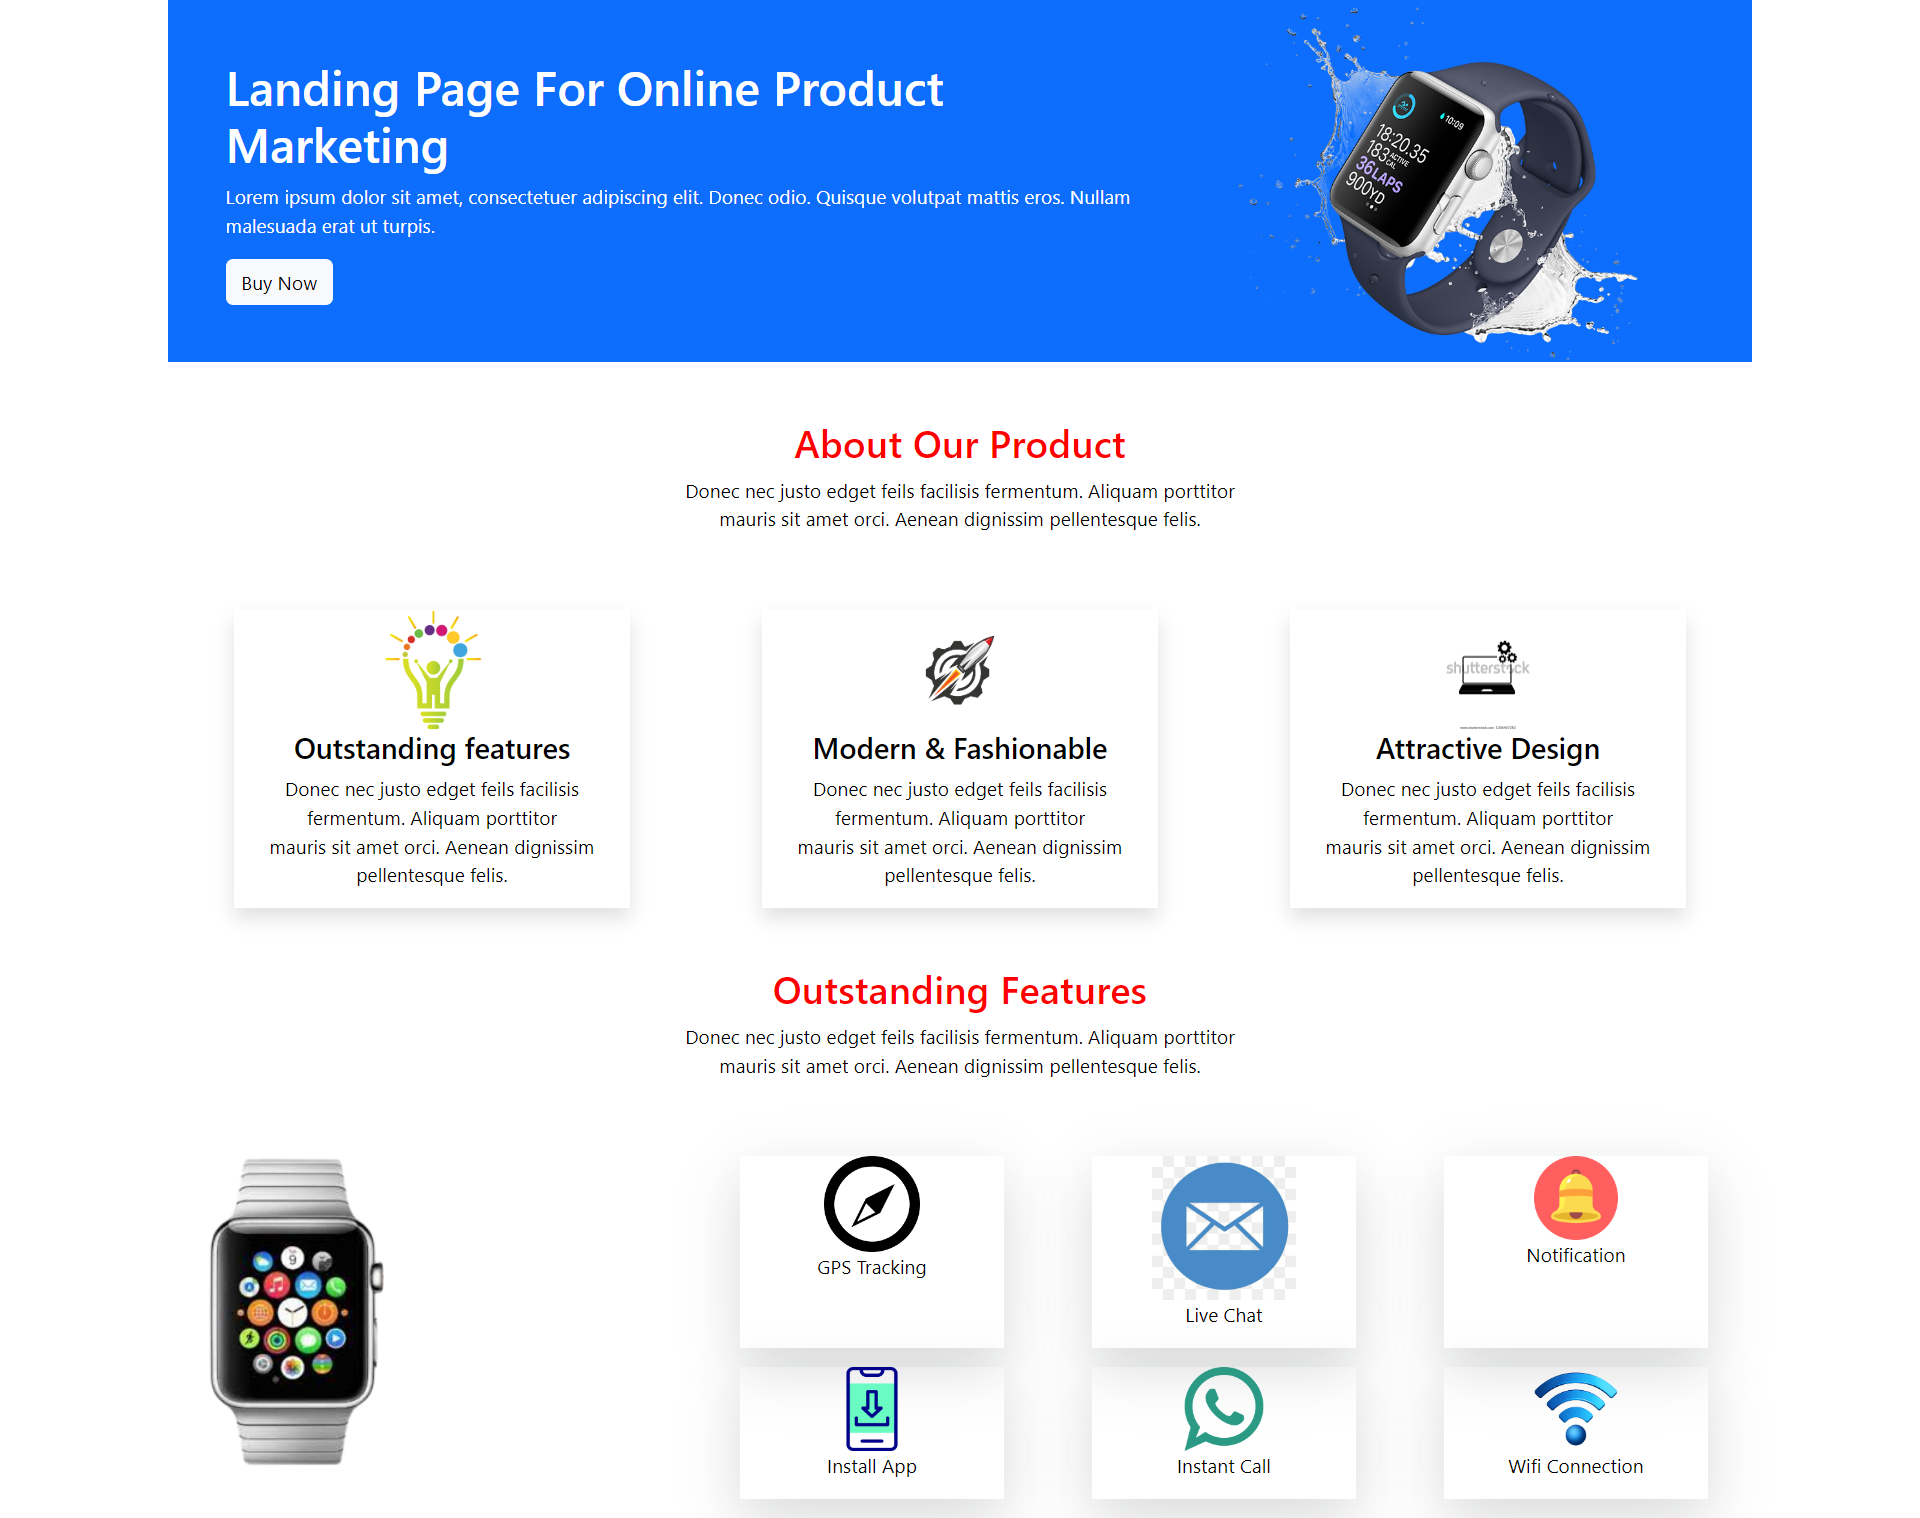 Landing Page For Online Product
Marketing
Lorem ipsum dolor sit amet, consectetuer adipiscing elit. Donec odio. Quisque volutpat mattis eros. Nullam
malesuada erat ut turpis.
Buy Now
10:09
18:20.35
183 ACTIVE CAL
36 LAPS
900YD
About Our Product
Donec nec justo edget feils facilisis fermentum. Aliquam porttitor
mauris sit amet orci. Aenean dignissim pellentesque felis.
shutterstock
Outstanding features
Donec nec justo edget feils facilisis
fermentum. Aliquam porttitor
mauris sit amet orci. Aenean dignissim
pellentesque felis.
Modern & Fashionable
Donec nec justo edget feils facilisis
fermentum. Aliquam porttitor
mauris sit amet orci. Aenean dignissim
pellentesque felis.
Attractive Design
Donec nec justo edget feils facilisis
fermentum. Aliquam porttitor
mauris sit amet orci. Aenean dignissim
pellentesque felis.
Outstanding Features
Donec nec justo edget feils facilisis fermentum. Aliquam porttitor
mauris sit amet orci. Aenean dignissim pellentesque felis.
9
GPS Tracking
Live Chat
Notification
Install App
Instant Call
Wifi Connection